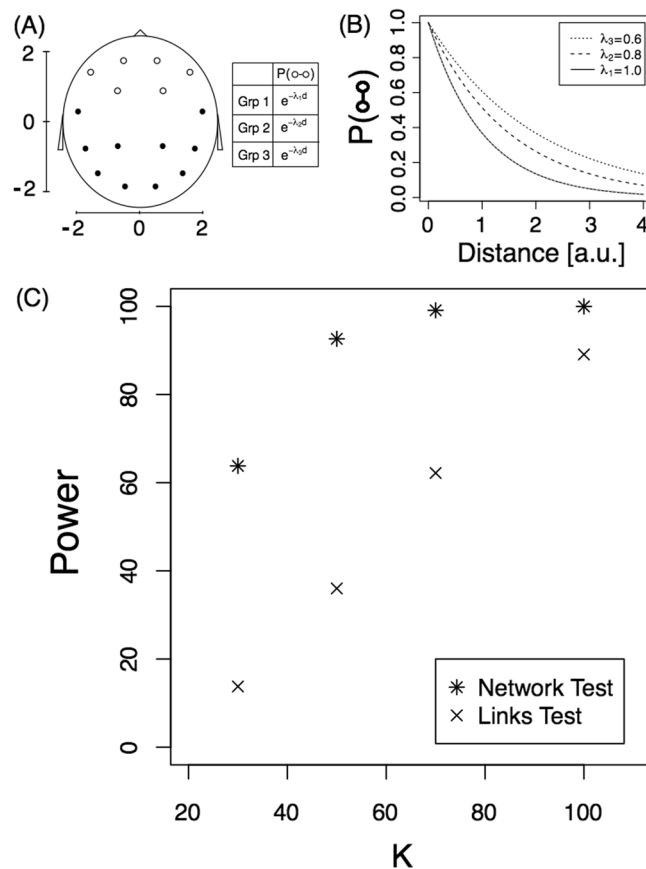 (A)
2
0
-2
-2 0 2
P(o-o)
Grp 1 e^-λ₁d
Grp 2 e^-λ₂d
Grp 3 e^-λ₃d
(B)
P(o-o)
0.0 0.2 0.4 0.6 0.8 1.0
λ₃=0.6
λ₂=0.8
λ₁=1.0
0 1 2 3 4
Distance [a.u.]
(C)
Power
100
80
60
40
20
0
Network Test
Links Test
20 40 60 80 100
K